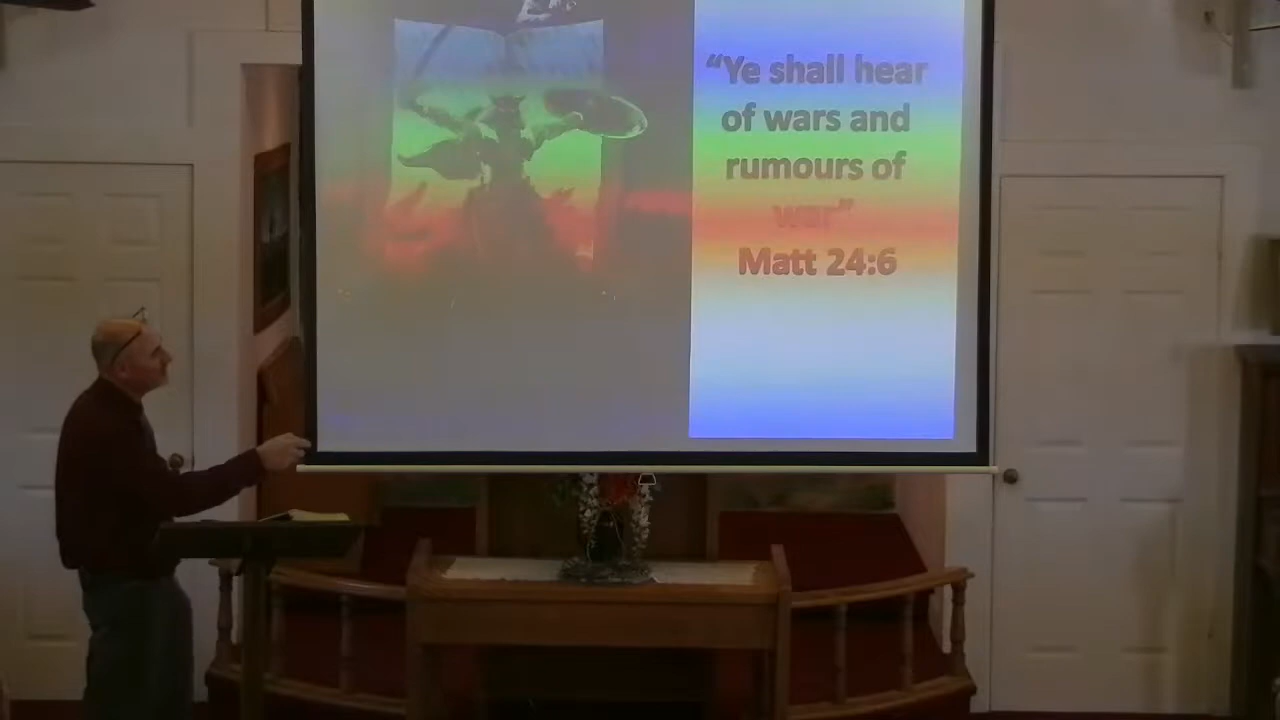 “Ye shall hear
of wars and
rumours of
war”
Matt 24:6